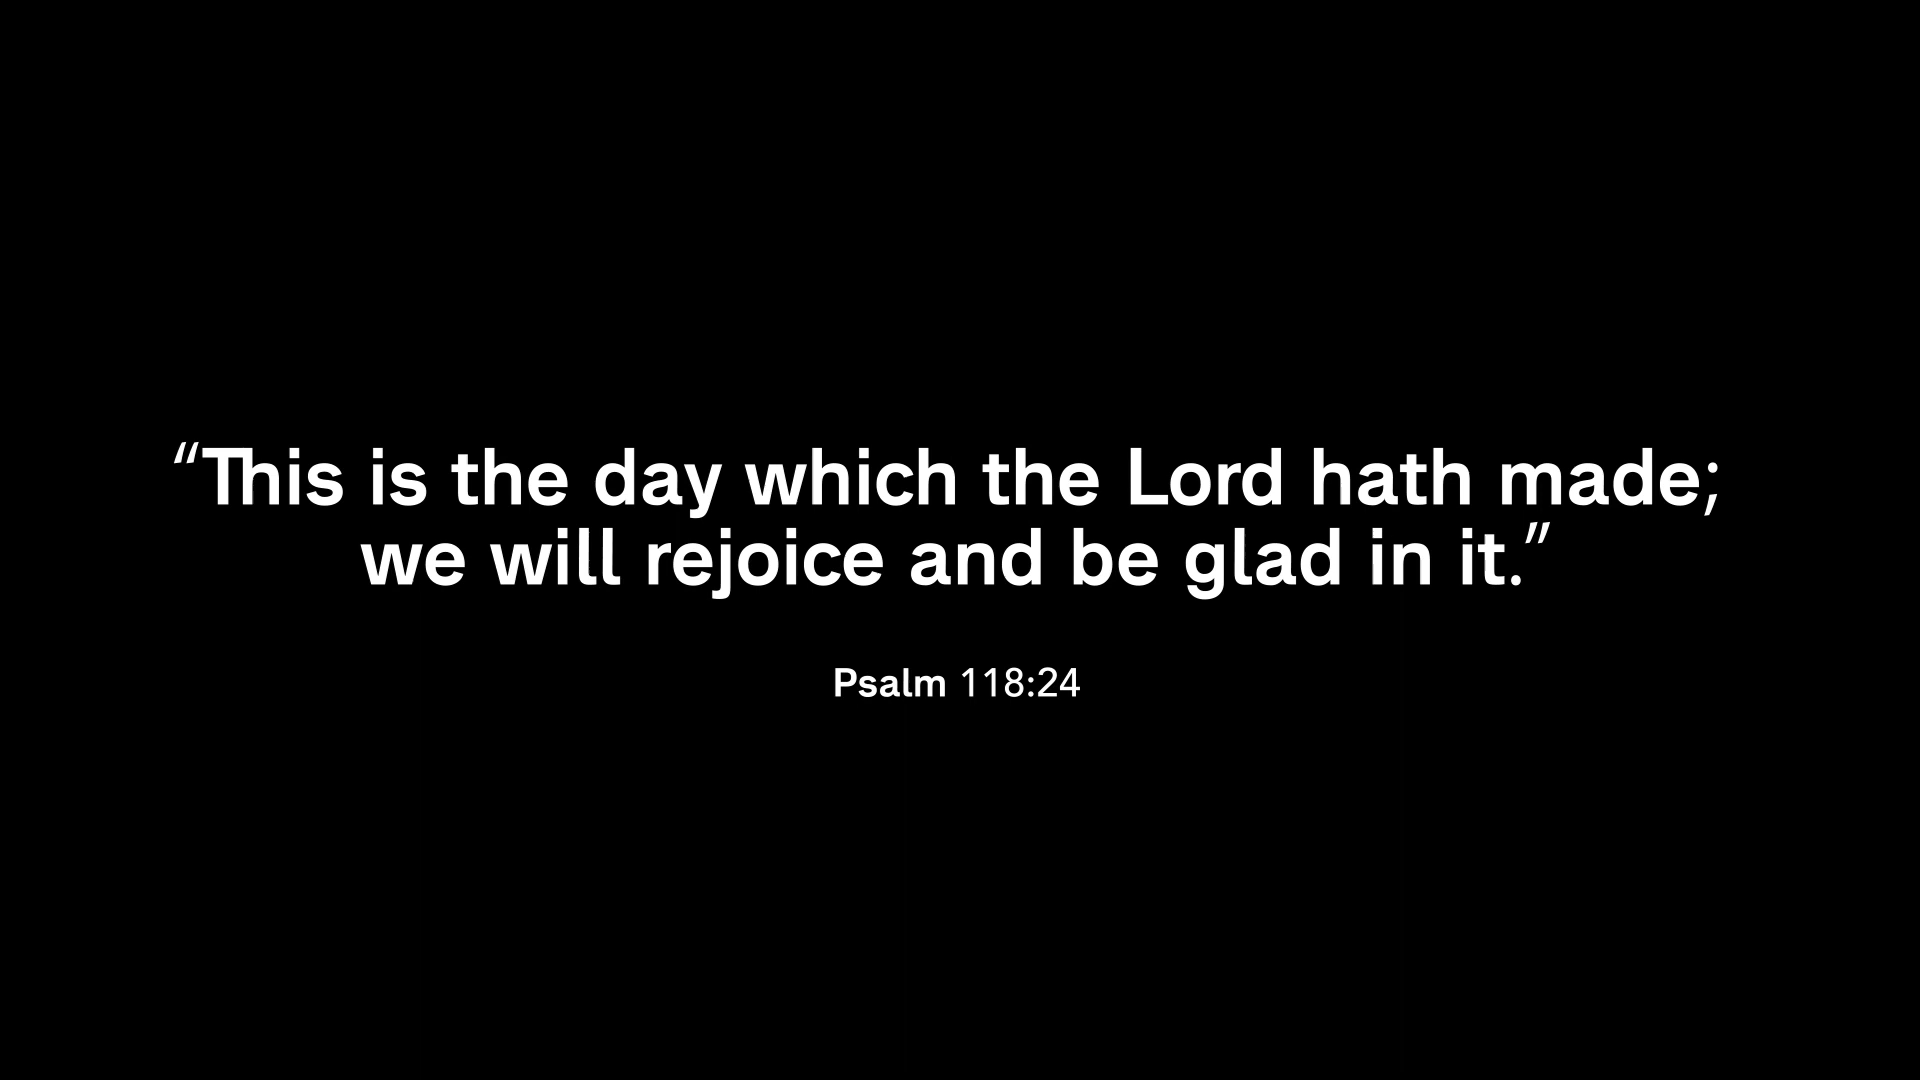 “This is the day which the Lord hath made;
we will rejoice and be glad in it.”
Psalm 118:24